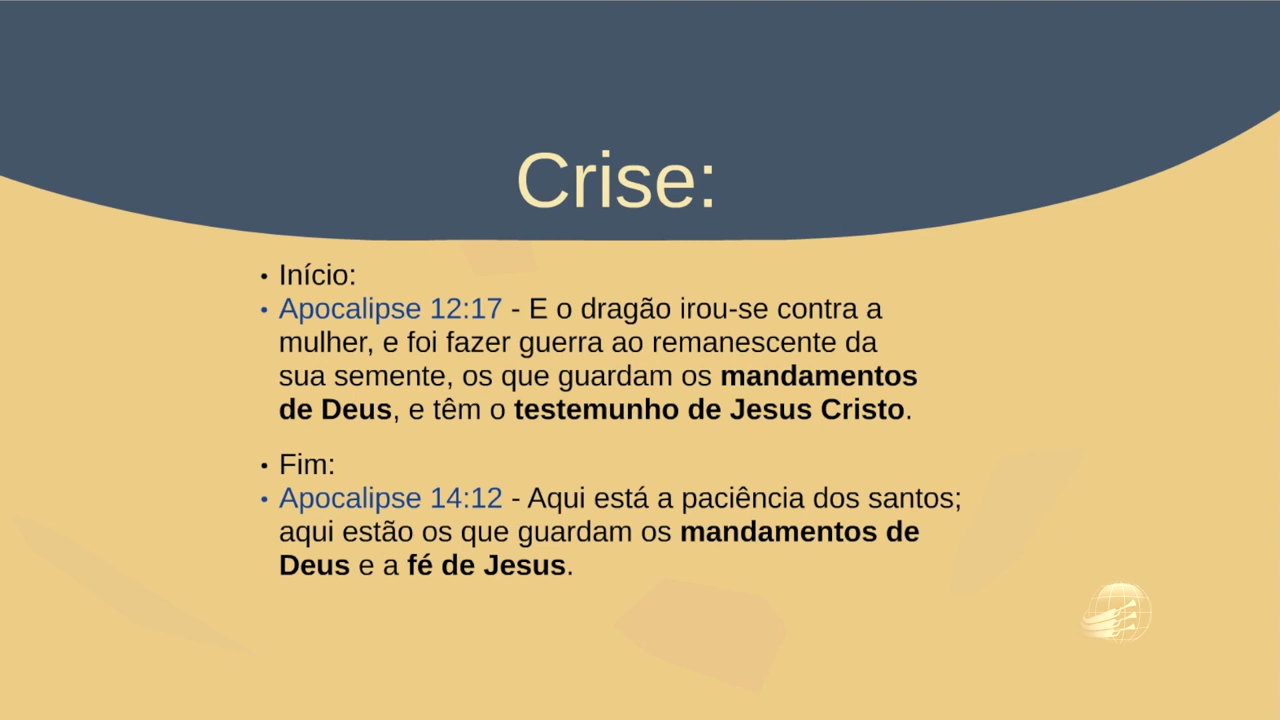 Crise:
• Início:
• Apocalipse 12:17 - E o dragão irou-se contra a
mulher, e foi fazer guerra ao remanescente da
sua semente, os que guardam os mandamentos
de Deus, e têm o testemunho de Jesus Cristo.
• Fim:
• Apocalipse 14:12 - Aqui está a paciência dos santos;
aqui estão os que guardam os mandamentos de
Deus e a fé de Jesus.